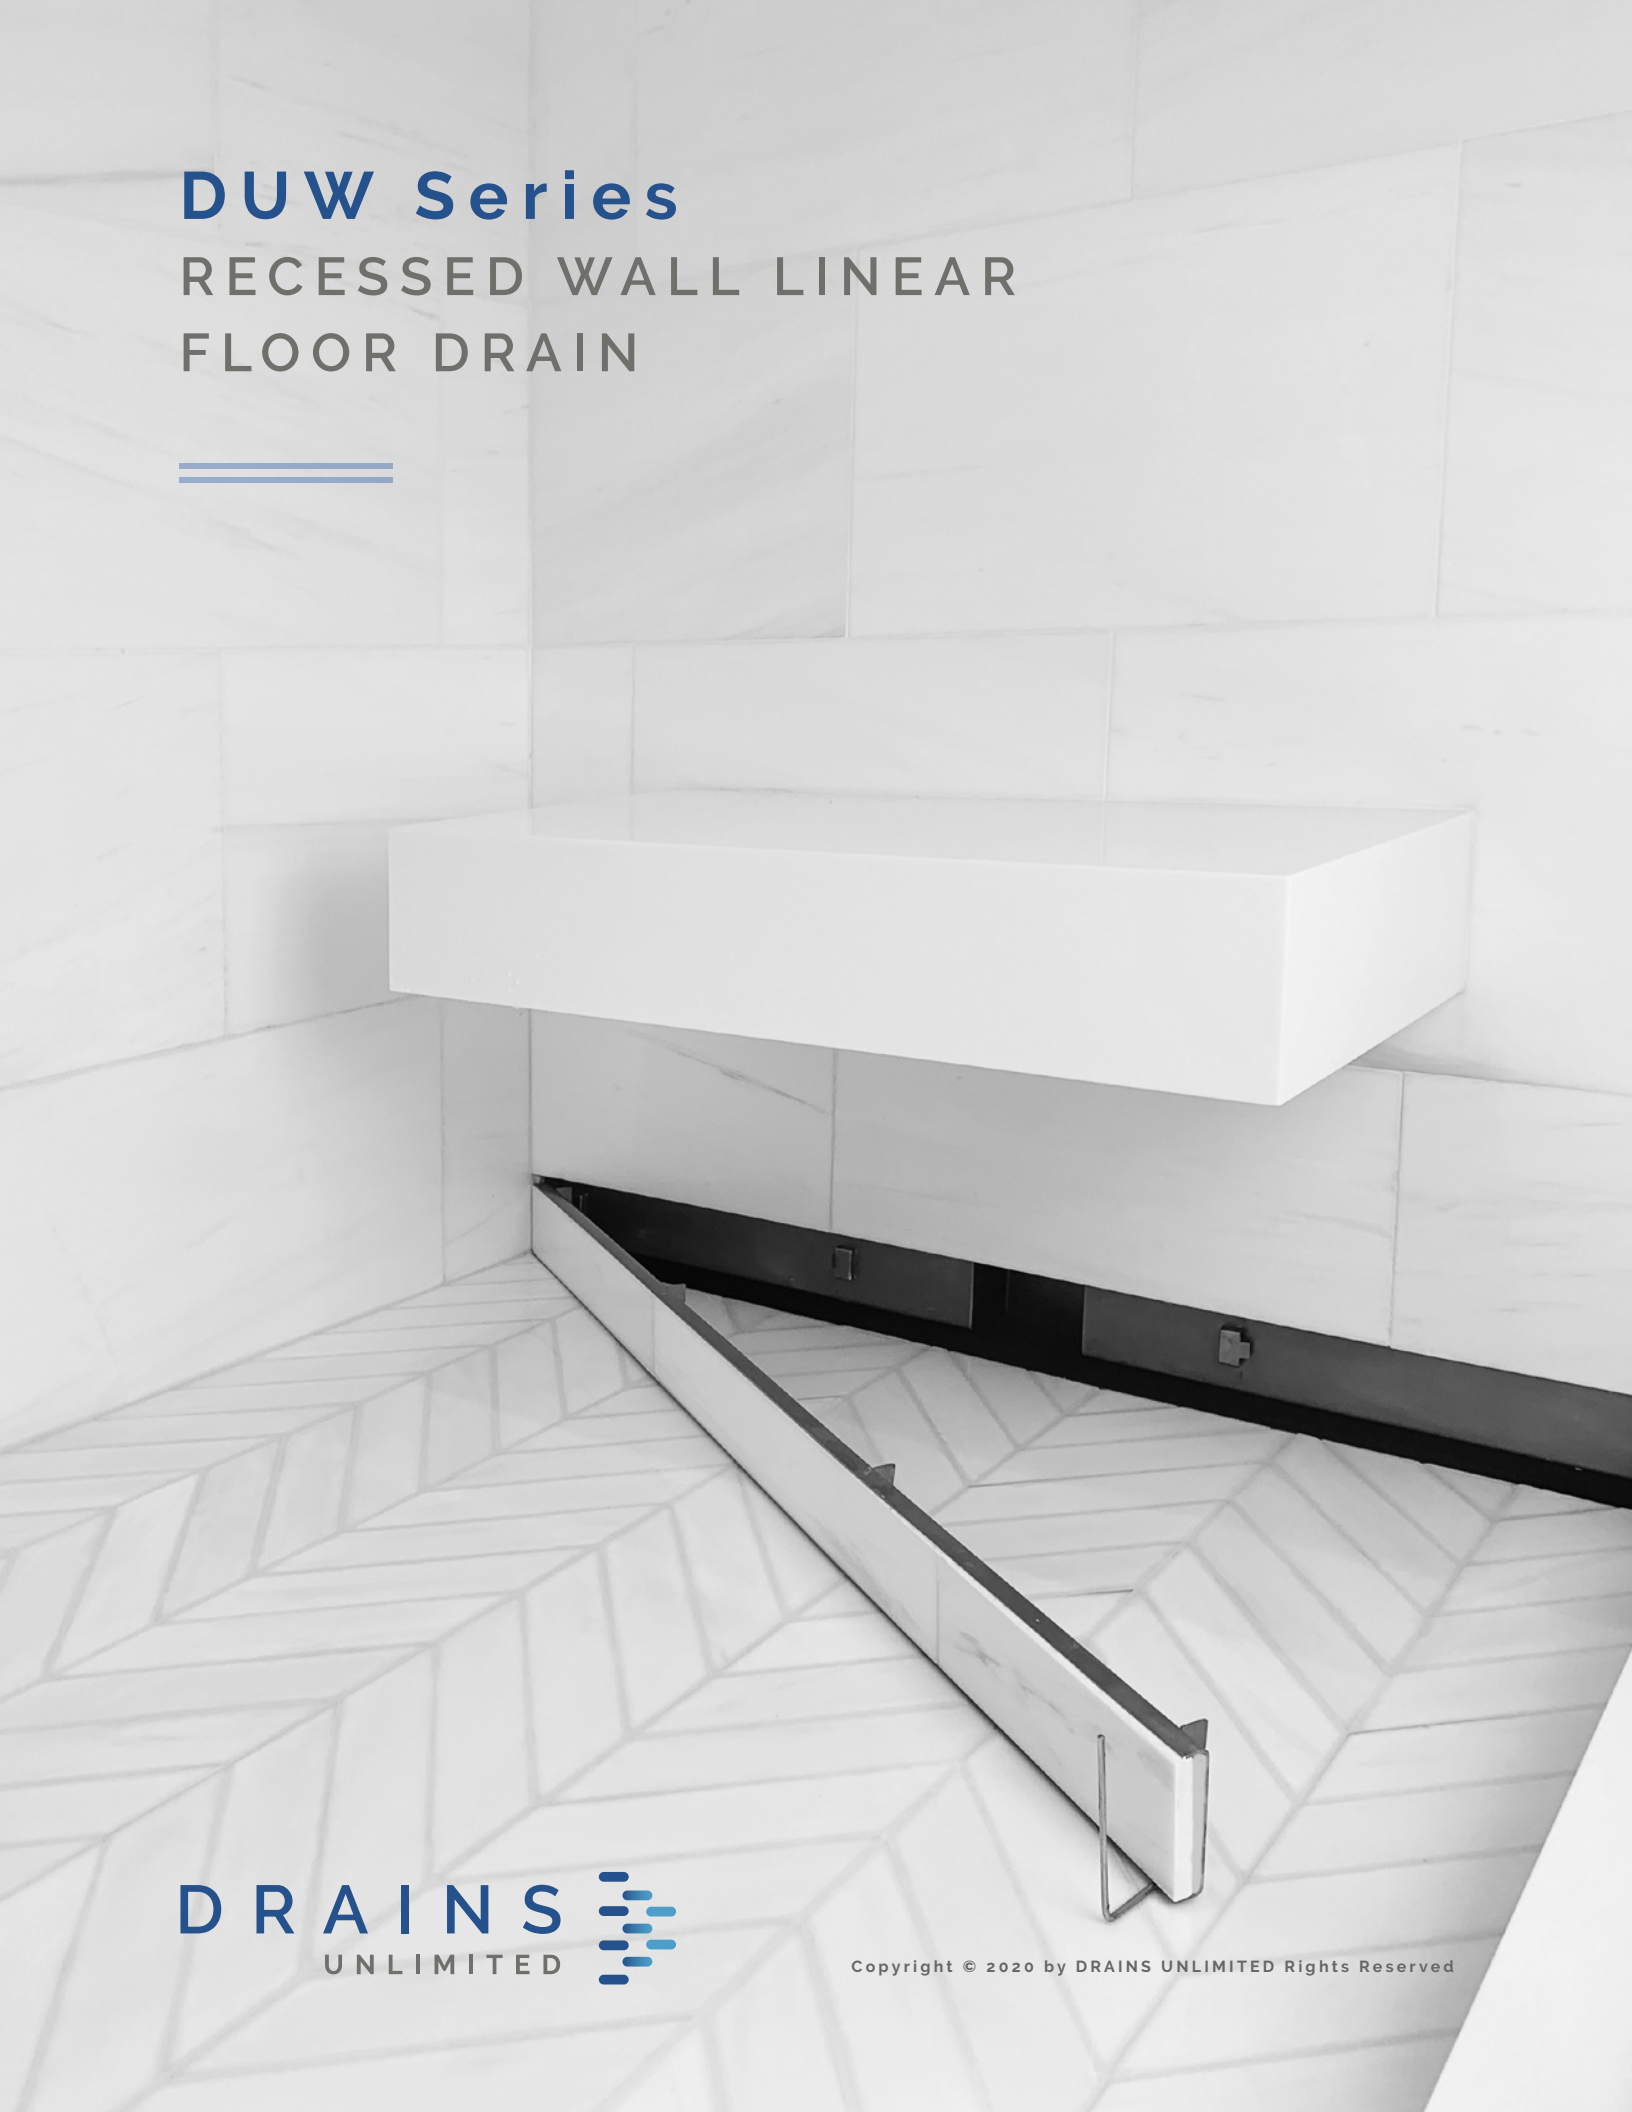 DUW Series
RECESSED WALL LINEAR
FLOOR DRAIN
DRAINS
UNLIMITED
Copyright © 2020 by DRAINS UNLIMITED Rights Reserved